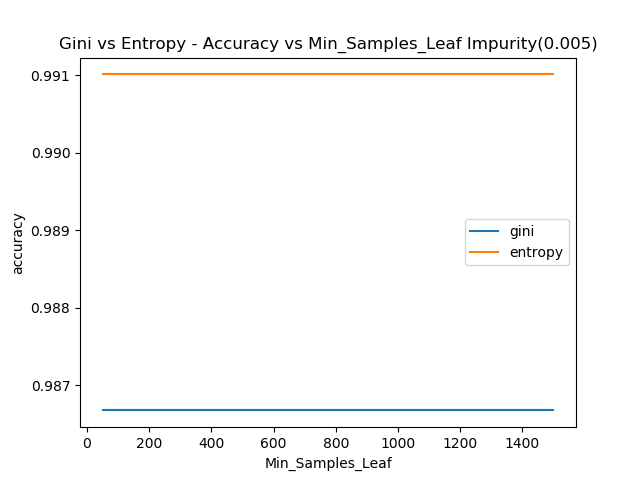 Gini vs Entropy - Accuracy vs Min_Samples_Leaf Impurity(0.005)
0.991
0.990
0.989
0.988
0.987
accuracy
gini
entropy
0 200 400 600 800 1000 1200 1400
Min_Samples_Leaf